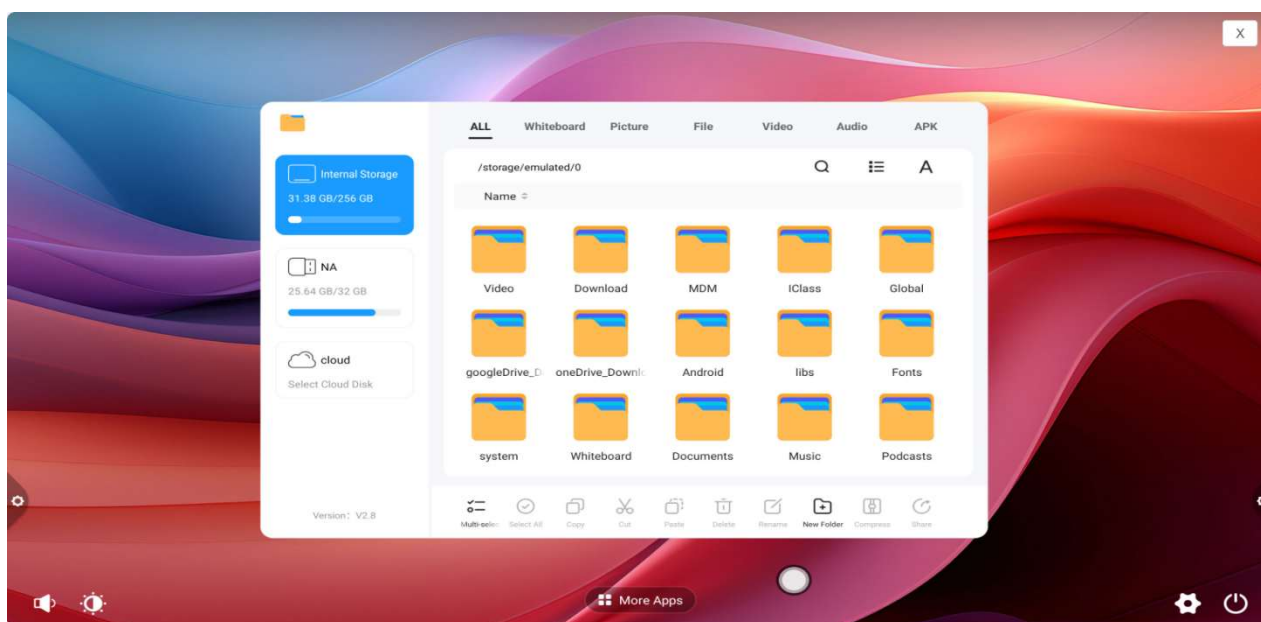 X
ALL Whiteboard Picture File Video Audio APK
Internal Storage
31.38 GB/256 GB
/storage/emulated/0 A
Name
NA
25.64 GB/32 GB
Video Download MDM IClass Global
cloud
Select Cloud Disk
googleDrive_D oneDrive_Downlo Android libs Fonts
system Whiteboard Documents Music Podcasts
Version: V2.8
Multi-selec Select All Copy Cut Paste Delete Rename New Folder Compress Share
More Apps